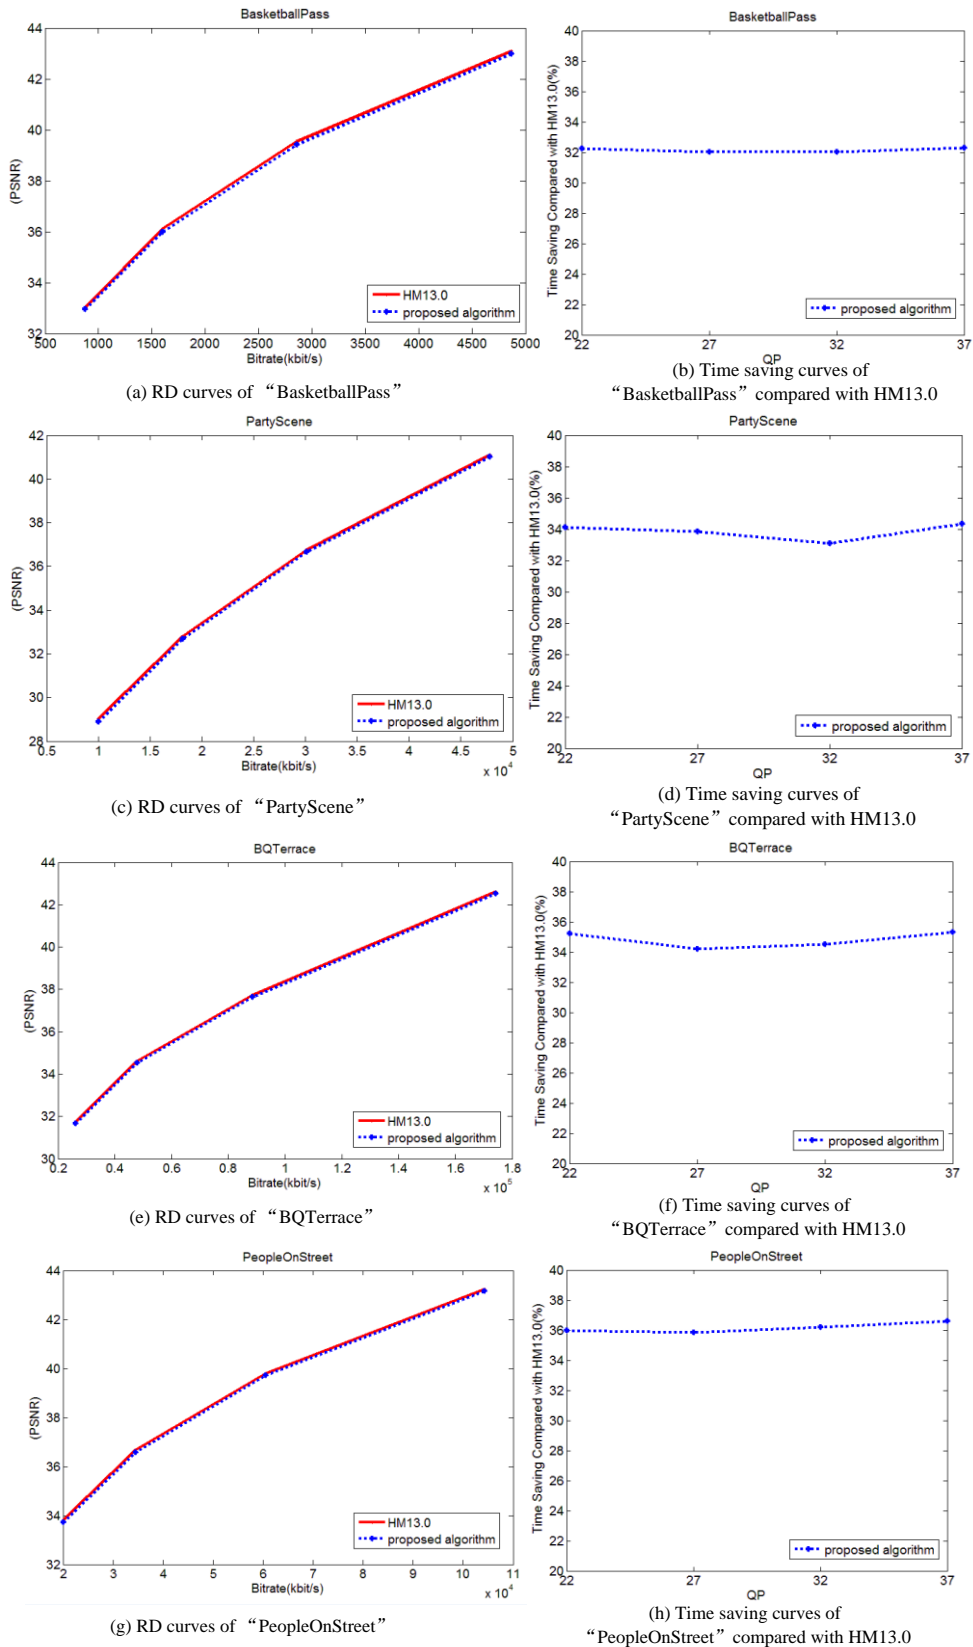 BasketballPass
44
42
40
38
36
34
32
(PSNR)
500 1000 1500 2000 2500 3000 3500 4000 4500 5000
Bitrate(kbit/s)
HM13.0
proposed algorithm
(a) RD curves of “BasketballPass”
BasketballPass
40
38
36
34
32
30
28
26
24
22
20
Time Saving Compared with HM13.0(%)
22 27 32 37
QP
proposed algorithm
(b) Time saving curves of
“BasketballPass” compared with HM13.0
PartyScene
42
40
38
36
34
32
30
28
(PSNR)
0.5 1 1.5 2 2.5 3 3.5 4 4.5 5
Bitrate(kbit/s)
x 10^4
HM13.0
proposed algorithm
(c) RD curves of “PartyScene”
PartyScene
40
38
36
34
32
30
28
26
24
22
20
Time Saving Compared with HM13.0(%)
22 27 32 37
QP
proposed algorithm
(d) Time saving curves of
“PartyScene” compared with HM13.0
BQTerrace
44
42
40
38
36
34
32
30
(PSNR)
0.2 0.4 0.6 0.8 1 1.2 1.4 1.6 1.8
Bitrate(kbit/s)
x 10^5
HM13.0
proposed algorithm
(e) RD curves of “BQTerrace”
BQTerrace
40
38
36
34
32
30
28
26
24
22
20
Time Saving Compared with HM13.0(%)
22 27 32 37
QP
proposed algorithm
(f) Time saving curves of
“BQTerrace” compared with HM13.0
PeopleOnStreet
44
42
40
38
36
34
32
(PSNR)
2 3 4 5 6 7 8 9 10 11
Bitrate(kbit/s)
x 10^4
HM13.0
proposed algorithm
(g) RD curves of “PeopleOnStreet”
PeopleOnStreet
40
38
36
34
32
30
28
26
24
22
20
Time Saving Compared with HM13.0(%)
22 27 32 37
QP
proposed algorithm
(h) Time saving curves of
“PeopleOnStreet” compared with HM13.0